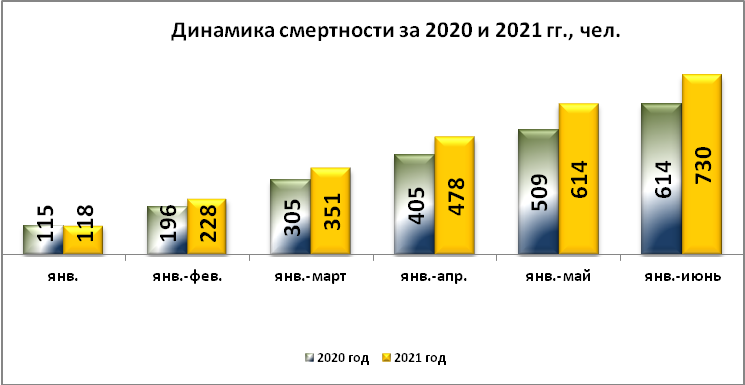 Динамика смертности за 2020 и 2021 гг., чел.
115 118 196 228 305 351 405 478 509 614 614 730
янв. янв.-фев. янв.-март янв.-апр. янв.-май янв.-июнь
2020 год 2021 год